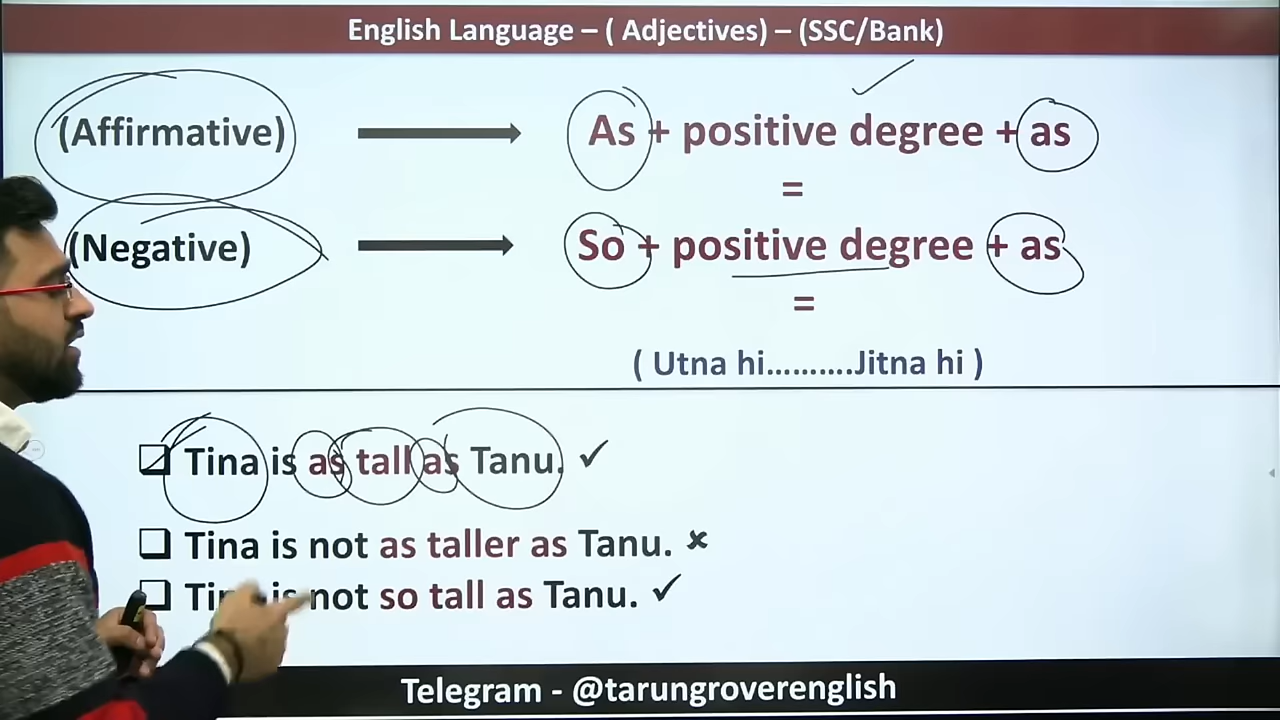 English Language – ( Adjectives) – (SSC/Bank)
(Affirmative) As + positive degree + as
=
(Negative) So + positive degree + as
=
( Utna hi..........Jitna hi )
Tina is as tall as Tanu. ✓
Tina is not as taller as Tanu. ✗
is not so tall as Tanu. ✓
Telegram - @tarungroverenglish